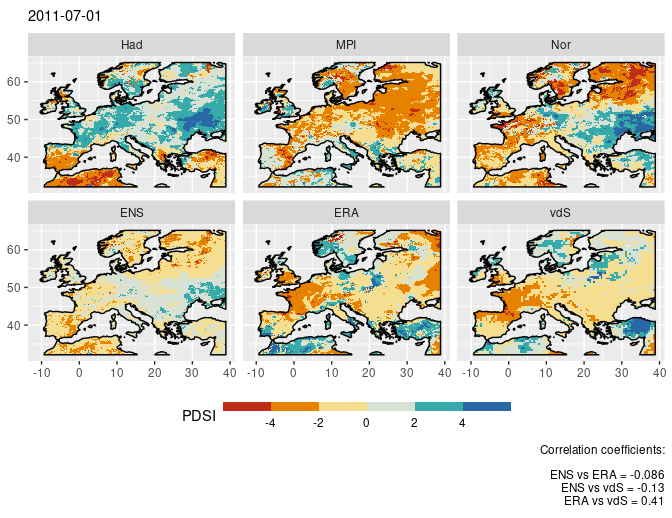 2011-07-01
Had MPI Nor
60
50
40
ENS ERA vdS
60
50
40
-10 0 10 20 30 40 -10 0 10 20 30 40 -10 0 10 20 30 40
PDSI
-4 -2 0 2 4
Correlation coefficients:
ENS vs ERA = -0.086
ENS vs vdS = -0.13
ERA vs vdS = 0.41